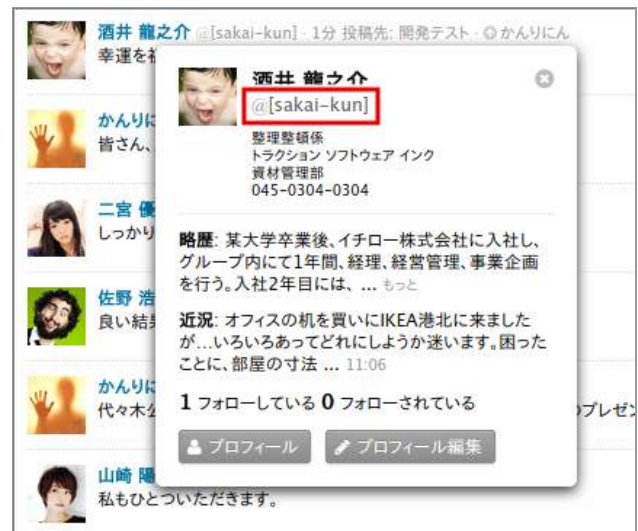 酒井 龍之介 @[sakai-kun] · 1分 投稿先: 開発テスト · かんりにん
幸運を
酒井 龍之介
@[sakai-kun]
整理整頓係
トラクション ソフトウェア インク
資材管理部
045-0304-0304
かんりに
皆さん、
二宮 優
しっかり
略歴: 某大学卒業後、イチロー株式会社に入社し、
グループ内にて1年間、経理、経営管理、事業企画
を行う。入社2年目には、 ... もっと
佐野 浩
良い結果
近況: オフィスの机を買いにIKEA港北に来ました
が...いろいろあってどれにしようか迷います。困った
ことに、部屋の寸法 ... 11:06
かんりに
代々木公
のプレゼン
1 フォローしている 0 フォローされている
プロフィール プロフィール編集
山崎 陽
私もひとついただきます。